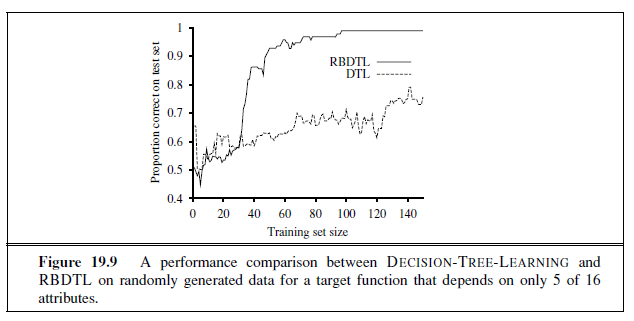 1
0.9
0.8
0.7
0.6
0.5
0.4
Proportion correct on test set
RBDTL
DTL
0 20 40 60 80 100 120 140
Training set size
Figure 19.9 A performance comparison between DECISION-TREE-LEARNING and
RBDTL on randomly generated data for a target function that depends on only 5 of 16
attributes.